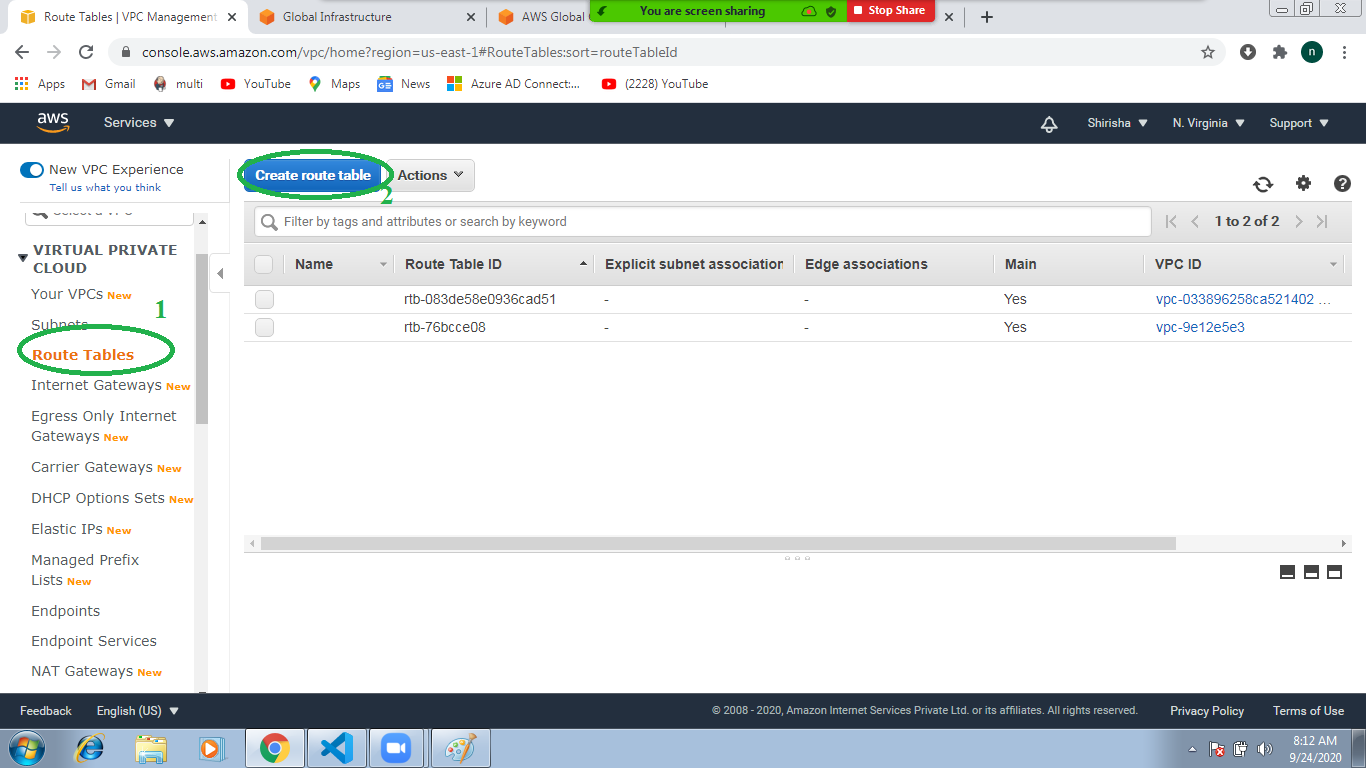 Route Tables | VPC Management
Global Infrastructure
AWS Global
You are screen sharing
Stop Share
console.aws.amazon.com/vpc/home?region=us-east-1#RouteTables:sort=routeTableId
n
Apps
Gmail
multi
YouTube
Maps
News
Azure AD Connect:...
(2228) YouTube
aws
Services
Shirisha
N. Virginia
Support
New VPC Experience
Tell us what you think
Create route table
Actions
2
Select a VPC
Filter by tags and attributes or search by keyword
1 to 2 of 2
Name
Route Table ID
Explicit subnet association
Edge associations
Main
VPC ID
rtb-083de58e0936cad51
-
-
Yes
vpc-033896258ca521402 ...
rtb-76bcce08
-
-
Yes
vpc-9e12e5e3
VIRTUAL PRIVATE
CLOUD
Your VPCs New
1
Subnets
Route Tables
Internet Gateways New
Egress Only Internet
Gateways New
Carrier Gateways New
DHCP Options Sets New
Elastic IPs New
Managed Prefix
Lists New
Endpoints
Endpoint Services
NAT Gateways New
Feedback
English (US)
© 2008 - 2020, Amazon Internet Services Private Ltd. or its affiliates. All rights reserved.
Privacy Policy
Terms of Use
8:12 AM
9/24/2020